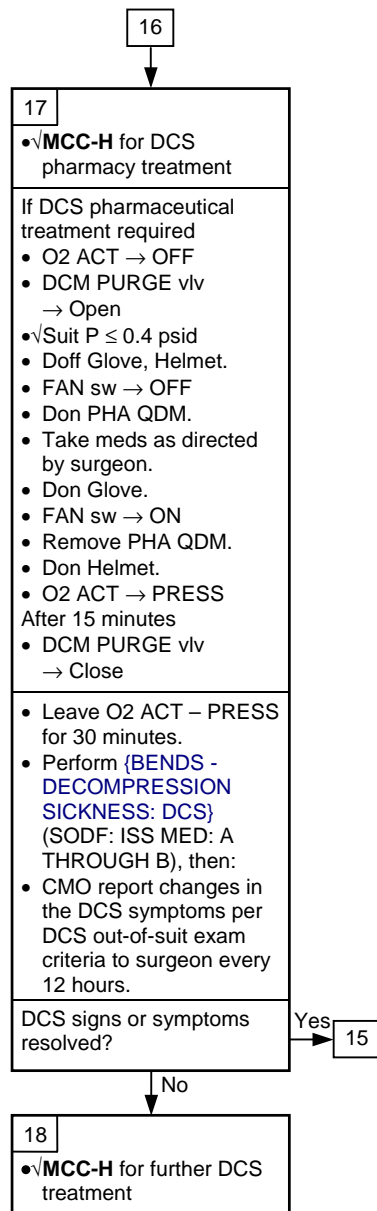 16
17
•√MCC-H for DCS
pharmacy treatment
If DCS pharmaceutical
treatment required
• O2 ACT → OFF
• DCM PURGE vlv
→ Open
•√Suit P ≤ 0.4 psid
• Doff Glove, Helmet.
• FAN sw → OFF
• Don PHA QDM.
• Take meds as directed
by surgeon.
• Don Glove.
• FAN sw → ON
• Remove PHA QDM.
• Don Helmet.
• O2 ACT → PRESS
After 15 minutes
• DCM PURGE vlv
→ Close
• Leave O2 ACT – PRESS
for 30 minutes.
• Perform {BENDS -
DECOMPRESSION
SICKNESS: DCS}
(SODF: ISS MED: A
THROUGH B), then:
• CMO report changes in
the DCS symptoms per
DCS out-of-suit exam
criteria to surgeon every
12 hours.
DCS signs or symptoms
resolved?
Yes
15
No
18
•√MCC-H for further DCS
treatment